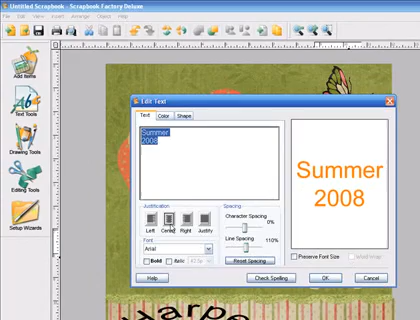 Untitled Scrapbook - Scrapbook Factory Deluxe
File Edit View Insert Arrange Object Help
Add Items
Text Tools
Drawing Tools
Editing Tools
Setup Wizards
Edit Text
Text Color Shape
Summer
2008
Justification
Left Center Right Justify
Font
Arial
Bold Italic
Spacing
Character Spacing
0%
Line Spacing
110%
Reset Spacing
Summer
2008
Preserve Font Size
Word Wrap
Help
Check Spelling
OK
Cancel